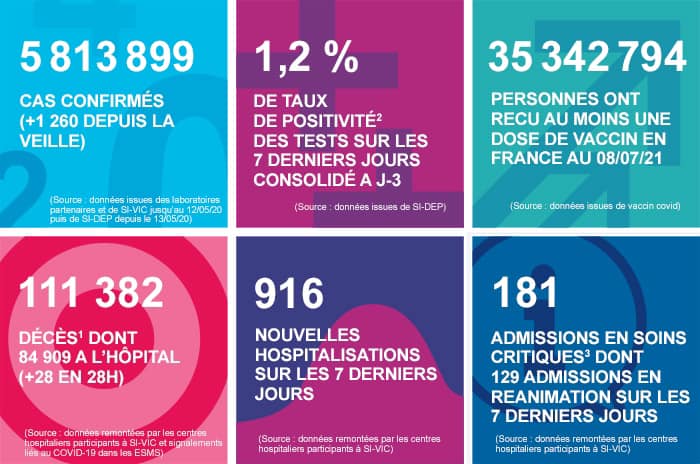 5 813 899
CAS CONFIRMÉS
(+1 260 DEPUIS LA
VEILLE)
(Source : données issues des laboratoires
partenaires et de SI-VIC jusqu'au 12/05/20
puis de SI-DEP depuis le 13/05/20)
1,2 %
DE TAUX
DE POSITIVITÉ²
DES TESTS SUR LES
7 DERNIERS JOURS
CONSOLIDÉ A J-3
(Source : données issues de SI-DEP)
35 342 794
PERSONNES ONT
RECU AU MOINS UNE
DOSE DE VACCIN EN
FRANCE AU 08/07/21
(Source : données issues de vaccin covid)
111 382
DÉCÈS¹ DONT
84 909 A L'HÔPITAL
(+28 EN 28H)
(Source : données remontées par les centres
hospitaliers participants à SI-VIC et signalements
liés au COVID-19 dans les ESMS)
916
NOUVELLES
HOSPITALISATIONS
SUR LES 7 DERNIERS
JOURS
(Source : données remontées par les centres
hospitaliers participants à SI-VIC)
181
ADMISSIONS EN SOINS
CRITIQUES³ DONT
129 ADMISSIONS EN
REANIMATION SUR LES
7 DERNIERS JOURS
(Source : données remontées par les centres
hospitaliers participants à SI-VIC)